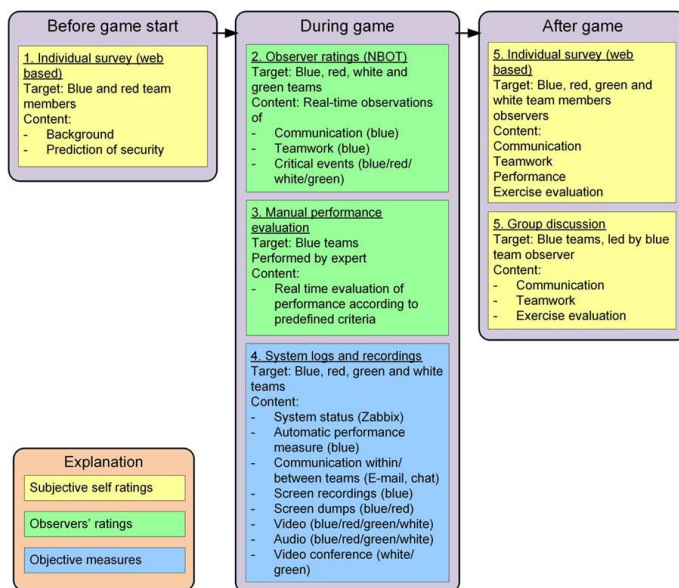 Before game start
1. Individual survey (web
based)
Target: Blue and red team
members
Content:
- Background
- Prediction of security
During game
2. Observer ratings (NBOT)
Target: Blue, red, white and
green teams
Content: Real-time observations
of
- Communication (blue)
- Teamwork (blue)
- Critical events (blue/red/
white/green)
3. Manual performance
evaluation
Target: Blue teams
Performed by expert
Content:
- Real time evaluation of
performance according to
predefined criteria
4. System logs and recordings
Target: Blue, red, green and white
teams
Content:
- System status (Zabbix)
- Automatic performance
measure (blue)
- Communication within/
between teams (E-mail, chat)
- Screen recordings (blue)
- Screen dumps (blue/red)
- Video (blue/red/green/white)
- Audio (blue/red/green/white)
- Video conference (white/
green)
After game
5. Individual survey (web
based)
Target: Blue, red, green and
white team members
observers
Content:
Communication
Teamwork
Performance
Exercise evaluation
5. Group discussion
Target: Blue teams, led by blue
team observer
Content:
- Communication
- Teamwork
- Exercise evaluation
Explanation
Subjective self ratings
Observers' ratings
Objective measures